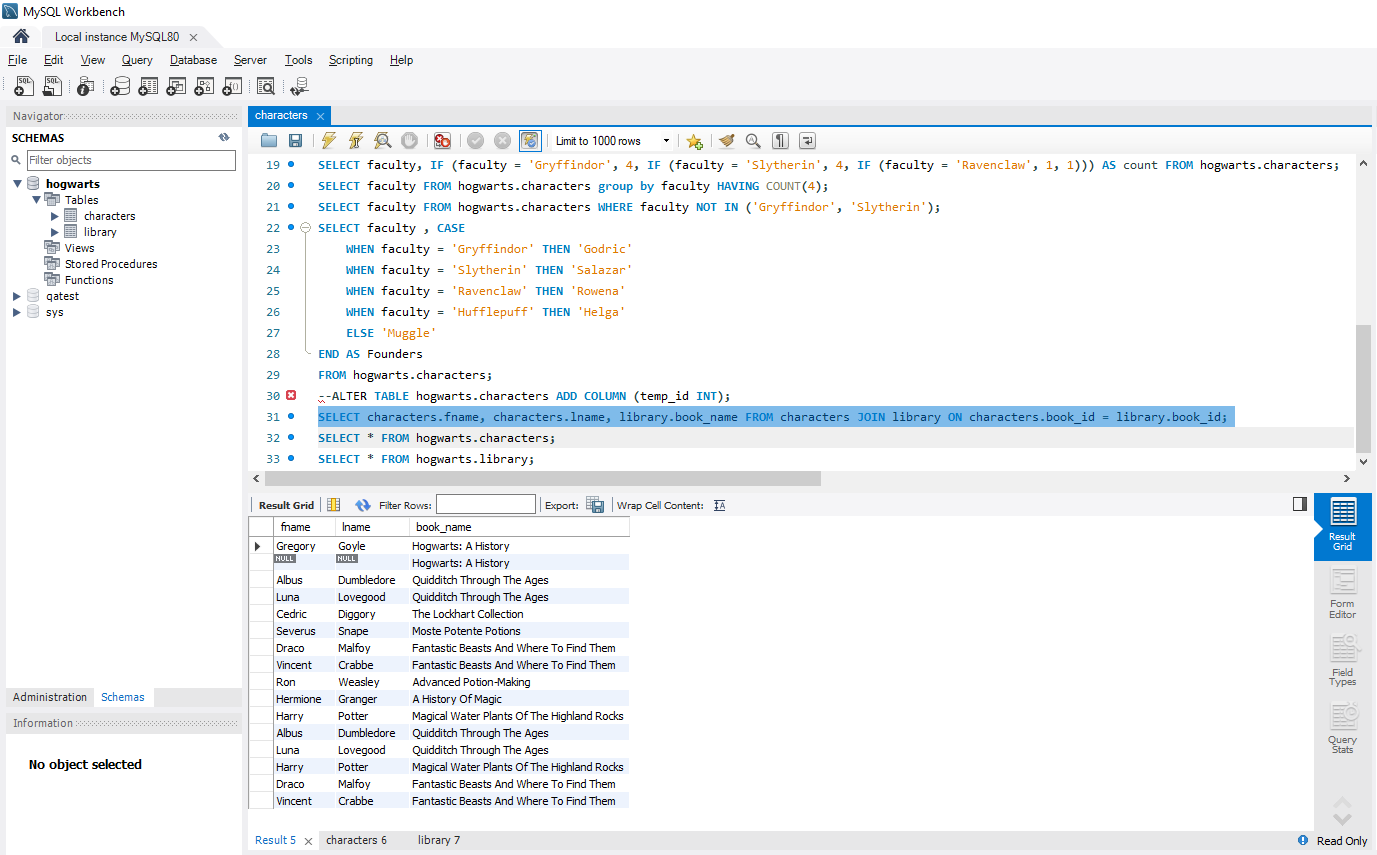 MySQL Workbench
Local instance MySQL80
File Edit View Query Database Server Tools Scripting Help
Navigator
SCHEMAS
Filter objects
hogwarts
Tables
characters
library
Views
Stored Procedures
Functions
qatest
sys
Administration Schemas
Information
No object selected
characters
Limit to 1000 rows
19 SELECT faculty, IF (faculty = 'Gryffindor', 4, IF (faculty = 'Slytherin', 4, IF (faculty = 'Ravenclaw', 1, 1))) AS count FROM hogwarts.characters;
20 SELECT faculty FROM hogwarts.characters group by faculty HAVING COUNT(4);
21 SELECT faculty FROM hogwarts.characters WHERE faculty NOT IN ('Gryffindor', 'Slytherin');
22 SELECT faculty , CASE
23 WHEN faculty = 'Gryffindor' THEN 'Godric'
24 WHEN faculty = 'Slytherin' THEN 'Salazar'
25 WHEN faculty = 'Ravenclaw' THEN 'Rowena'
26 WHEN faculty = 'Hufflepuff' THEN 'Helga'
27 ELSE 'Muggle'
28 END AS Founders
29 FROM hogwarts.characters;
30 --ALTER TABLE hogwarts.characters ADD COLUMN (temp_id INT);
31 SELECT characters.fname, characters.lname, library.book_name FROM characters JOIN library ON characters.book_id = library.book_id;
32 SELECT * FROM hogwarts.characters;
33 SELECT * FROM hogwarts.library;
Result Grid Filter Rows: Export: Wrap Cell Content:
fname lname book_name
Gregory Goyle Hogwarts: A History
NULL NULL Hogwarts: A History
Albus Dumbledore Quidditch Through The Ages
Luna Lovegood Quidditch Through The Ages
Cedric Diggory The Lockhart Collection
Severus Snape Moste Potente Potions
Draco Malfoy Fantastic Beasts And Where To Find Them
Vincent Crabbe Fantastic Beasts And Where To Find Them
Ron Weasley Advanced Potion-Making
Hermione Granger A History Of Magic
Harry Potter Magical Water Plants Of The Highland Rocks
Albus Dumbledore Quidditch Through The Ages
Luna Lovegood Quidditch Through The Ages
Harry Potter Magical Water Plants Of The Highland Rocks
Draco Malfoy Fantastic Beasts And Where To Find Them
Vincent Crabbe Fantastic Beasts And Where To Find Them
Result
Grid
Form
Editor
Field
Types
Query
Stats
Result 5 characters 6 library 7
Read Only